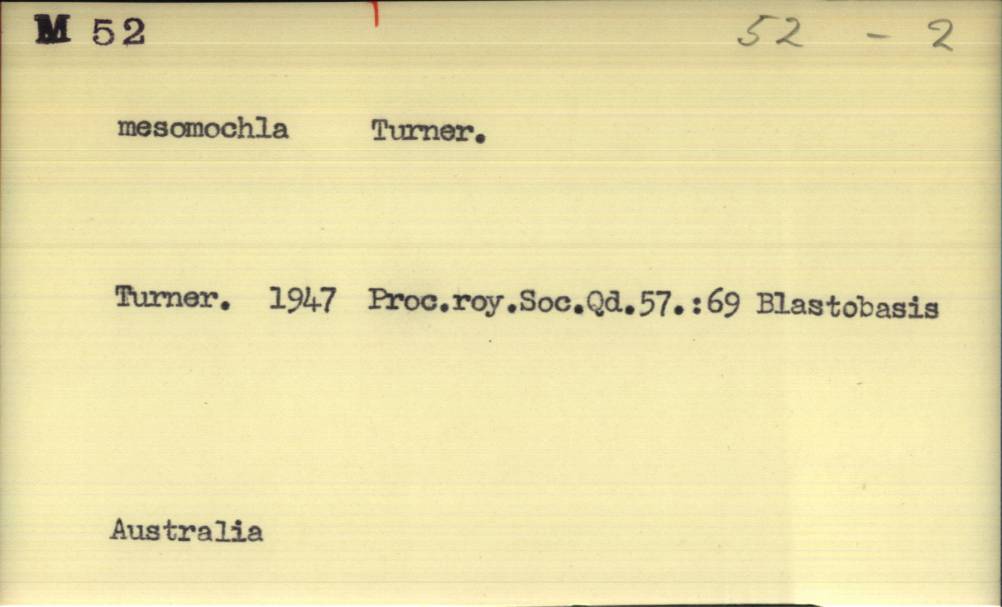 M 52 52 - 2
mesomochla Turner.
Turner. 1947 Proc.roy.Soc.Qd.57.:69 Blastobasis
Australia